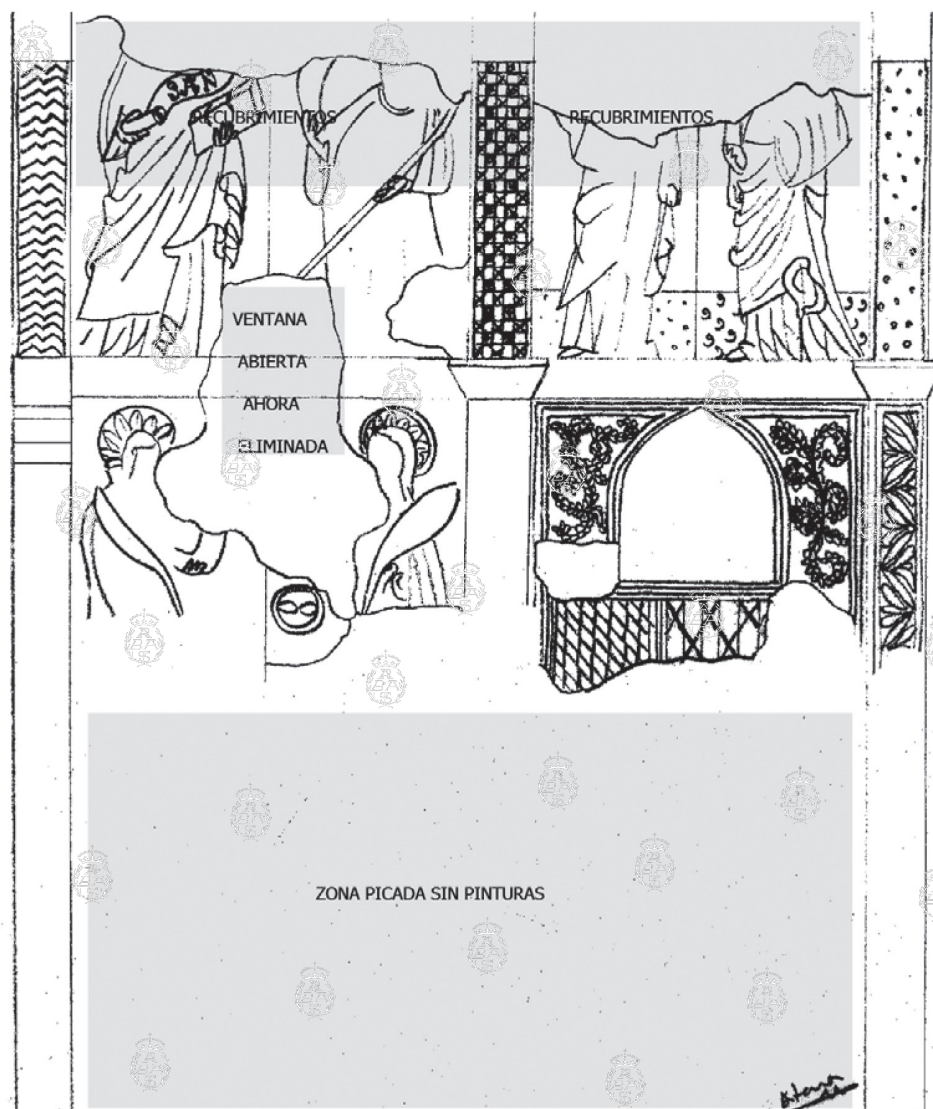 SAN
RECUBRIMIENTOS
RECUBRIMIENTOS
VENTANA
ABIERTA
AHORA
ELIMINADA
ZONA PICADA SIN PINTURAS